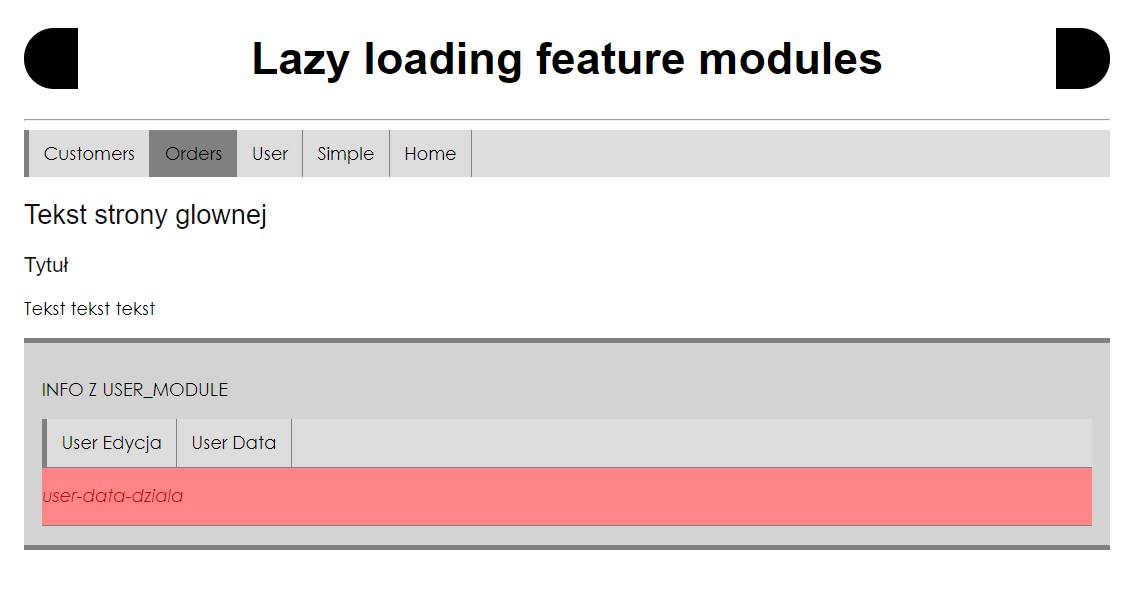 Lazy loading feature modules
Customers Orders User Simple Home
Tekst strony glownej
Tytuł
Tekst tekst tekst
INFO Z USER_MODULE
User Edycja User Data
user-data-dziala